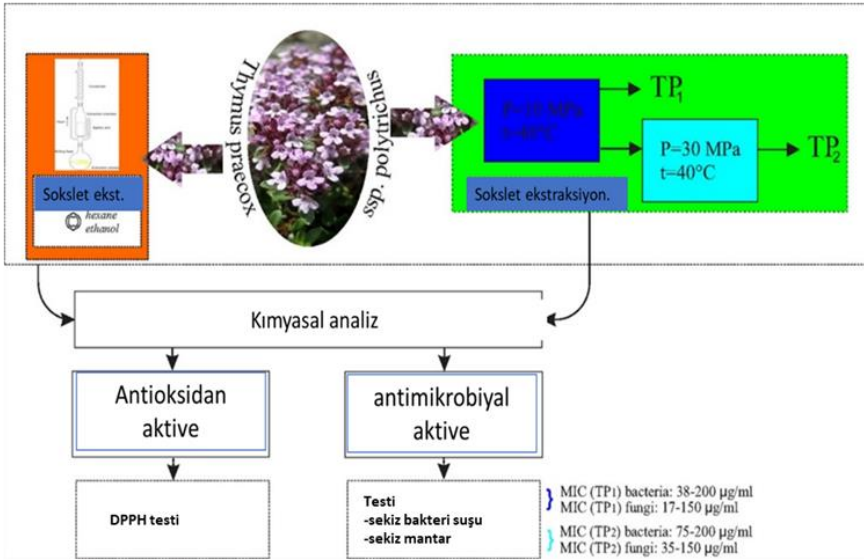 Thymus praecox
ssp. polytrichus
Sokslet ekst.
hexane
ethanol
t=40°C
TP1
P=30 MPa
t=40°C
TP2
Sokslet ekstraksiyon.
Kımyasal analiz
Antioksidan
aktive
antimikrobiyal
aktive
DPPH testi
Testi
-sekiz bakteri suşu
-sekiz mantar
MIC (TP1) bacteria: 38-200 µg/ml
MIC (TP1) fungi: 17-150 µg/ml
MIC (TP2) bacteria: 75-200 µg/ml
MIC (TP2) fungi: 35-150 µg/ml